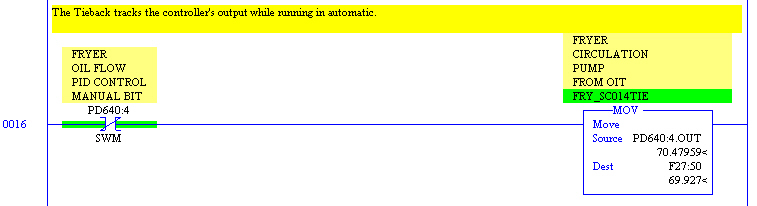 The Tieback tracks the controller's output while running in automatic.
FRYER
OIL FLOW
PID CONTROL
MANUAL BIT
PD640:4
SWM
0016
FRYER
CIRCULATION
PUMP
FROM OIT
FRY_SC014TIE
MOV
Move
Source PD640:4.OUT
70.47959<
Dest F27:50
69.927<